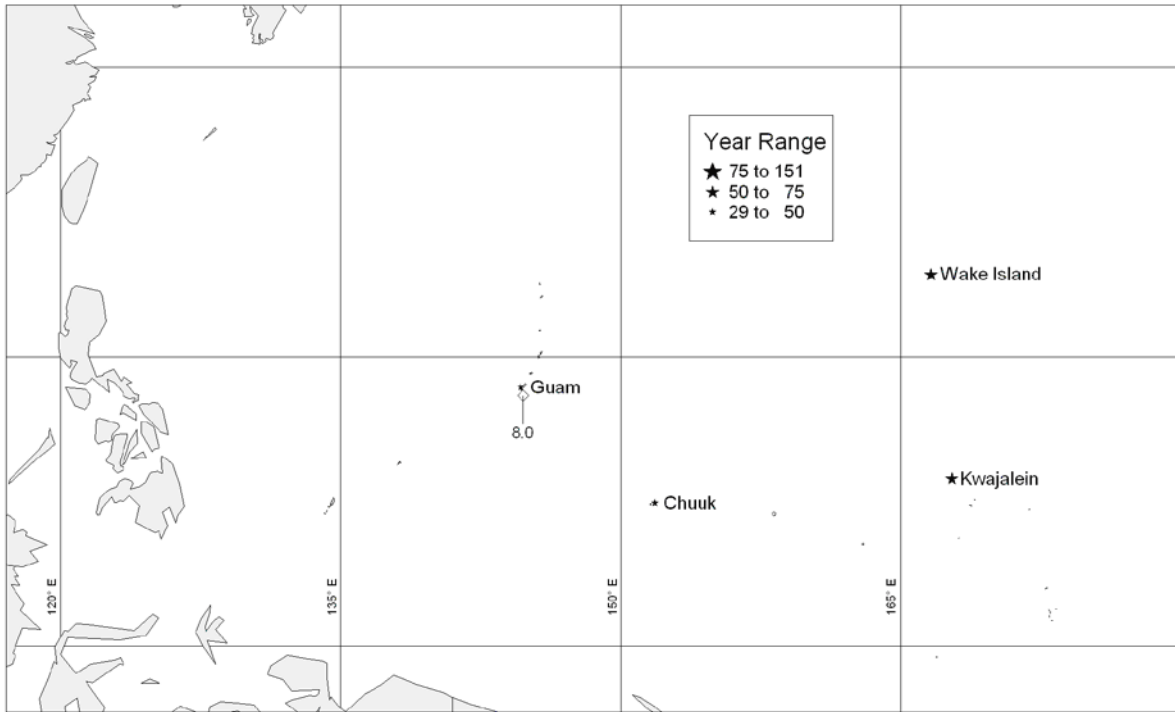 Year Range
75 to 151
50 to 75
29 to 50
Wake Island
Guam
8.0
Kwajalein
Chuuk
120° E
135° E
150° E
165° E